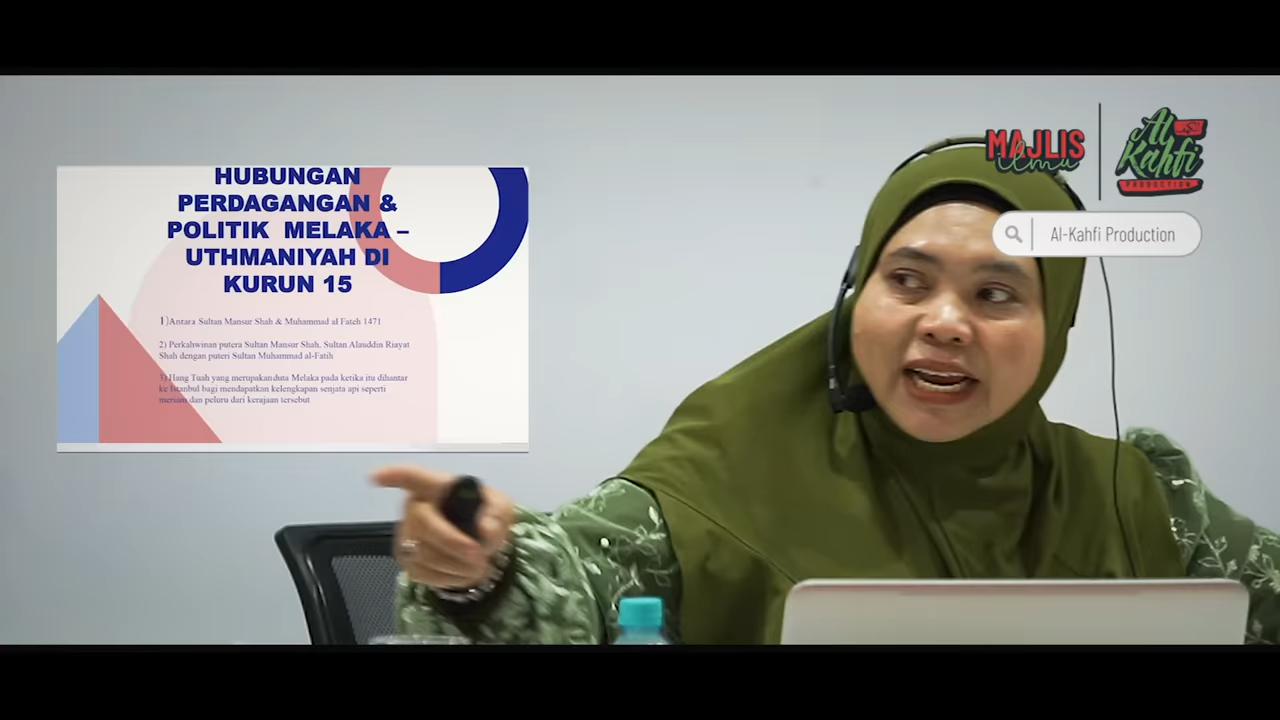 HUBUNGAN
PERDAGANGAN &
POLITIK MELAKA –
UTHMANIYAH DI
KURUN 15
1)Antara Sultan Mansur Shah & Muhammad al Fateh 1471
2) Perkahwinan putera Sultan Mansur Shah, Sultan Alauddin Riayat
Shah dengan puteri Sultan Muhammad al-Fatih
3) Hang Tuah yang merupakan duta Melaka pada ketika itu dihantar
ke Istanbul bagi mendapatkan kelengkapan senjata api seperti
meriam dan peluru dari kerajaan tersebut
MAJLIS
ilmu
Al
Kahfi
PRODUCTION
Al-Kahfi Production